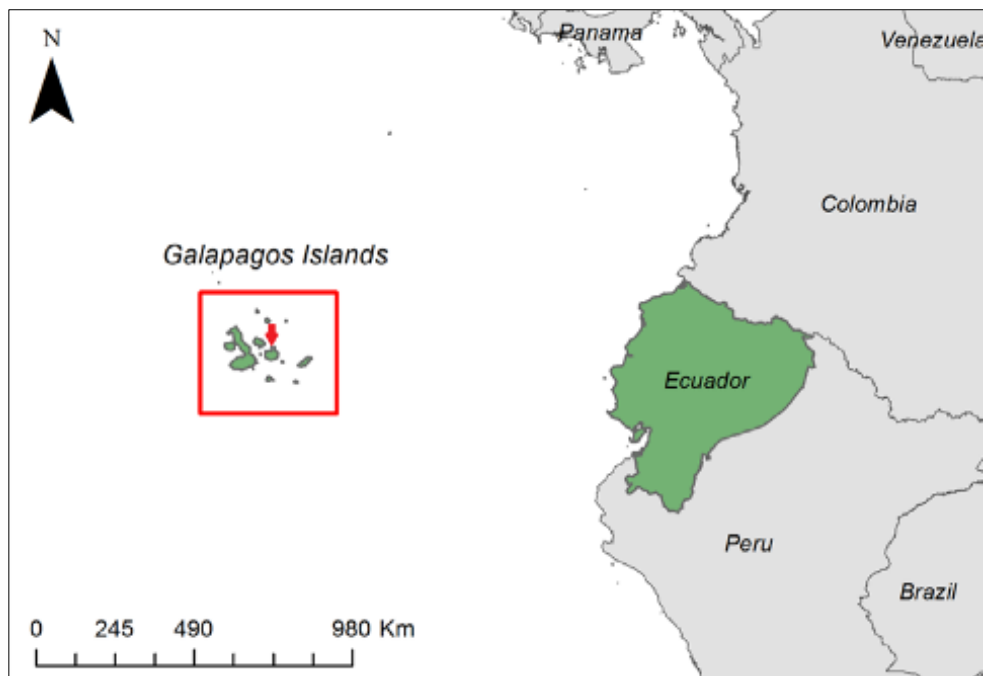 N
Panama
Venezuela
Colombia
Galapagos Islands
Ecuador
Peru
Brazil
0 245 490 980 Km